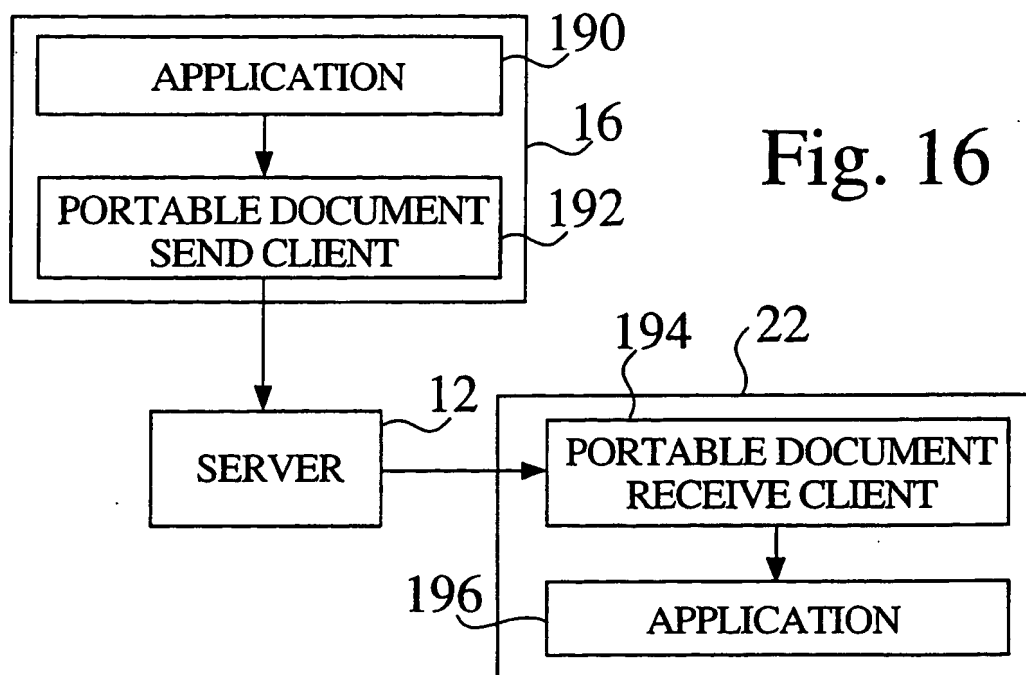 190
APPLICATION
16
Fig. 16
PORTABLE DOCUMENT
SEND CLIENT
192
194
22
12
SERVER
PORTABLE DOCUMENT
RECEIVE CLIENT
196
APPLICATION